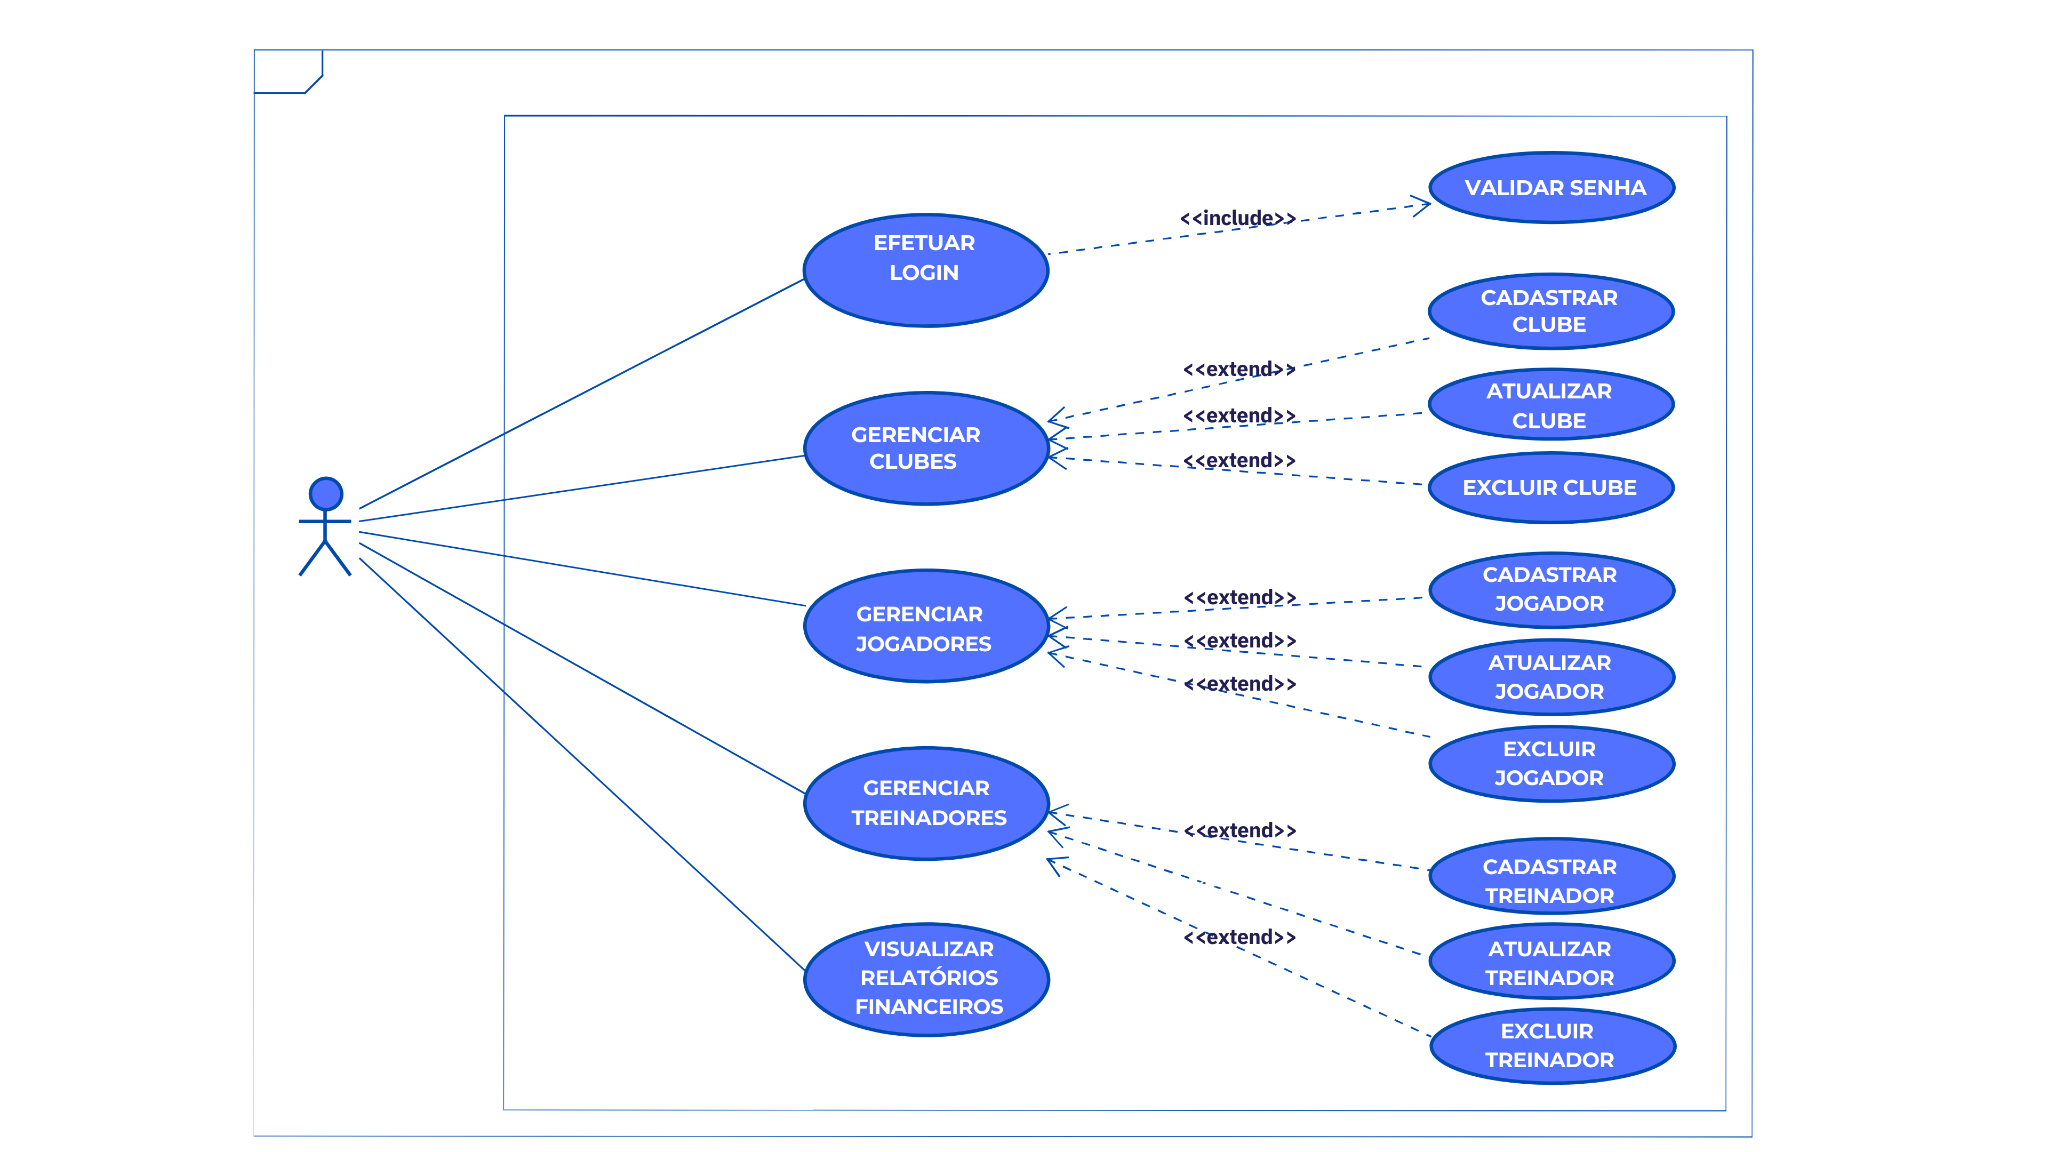 VALIDAR SENHA
<<include>>
EFETUAR
LOGIN
CADASTRAR
CLUBE
<<extend>>
ATUALIZAR
CLUBE
<<extend>>
GERENCIAR
CLUBES
<<extend>>
EXCLUIR CLUBE
CADASTRAR
JOGADOR
<<extend>>
GERENCIAR
JOGADORES
<<extend>>
ATUALIZAR
JOGADOR
<<extend>>
EXCLUIR
JOGADOR
GERENCIAR
TREINADORES
<<extend>>
CADASTRAR
TREINADOR
<<extend>>
ATUALIZAR
TREINADOR
VISUALIZAR
RELATÓRIOS
FINANCEIROS
EXCLUIR
TREINADOR